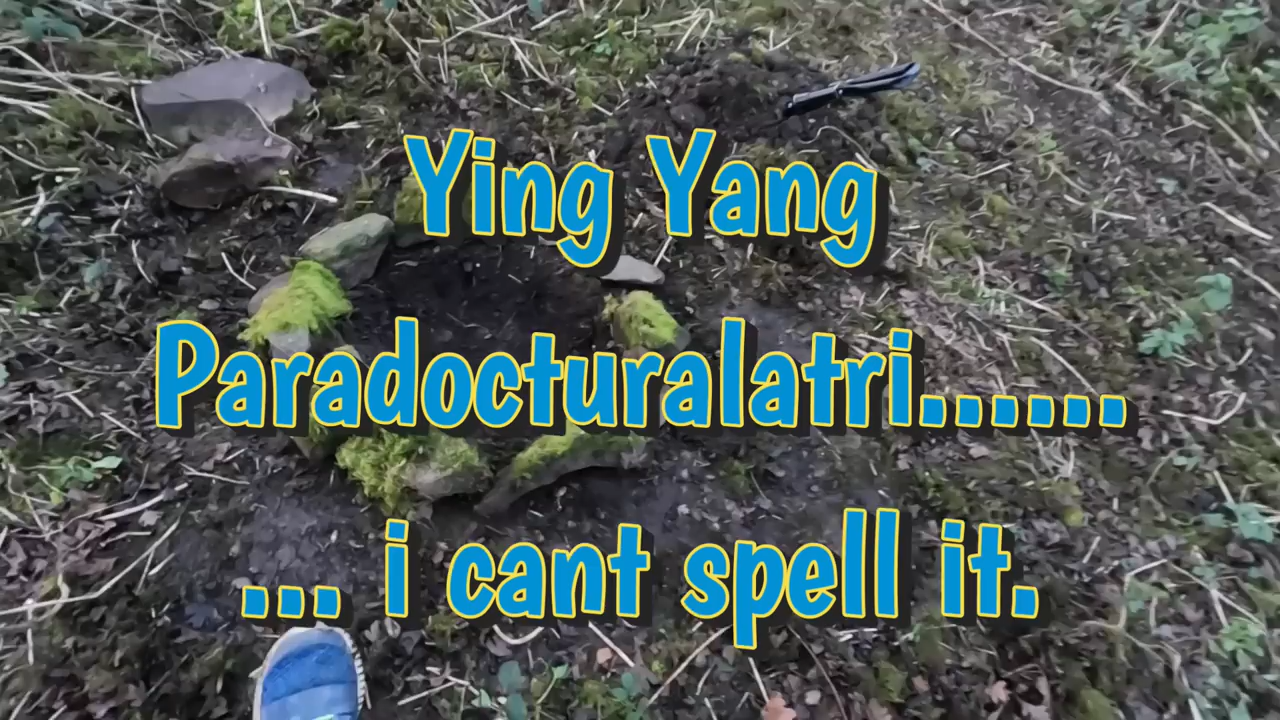 Ying Yang
Paradocturalatri......
... i cant spell it.